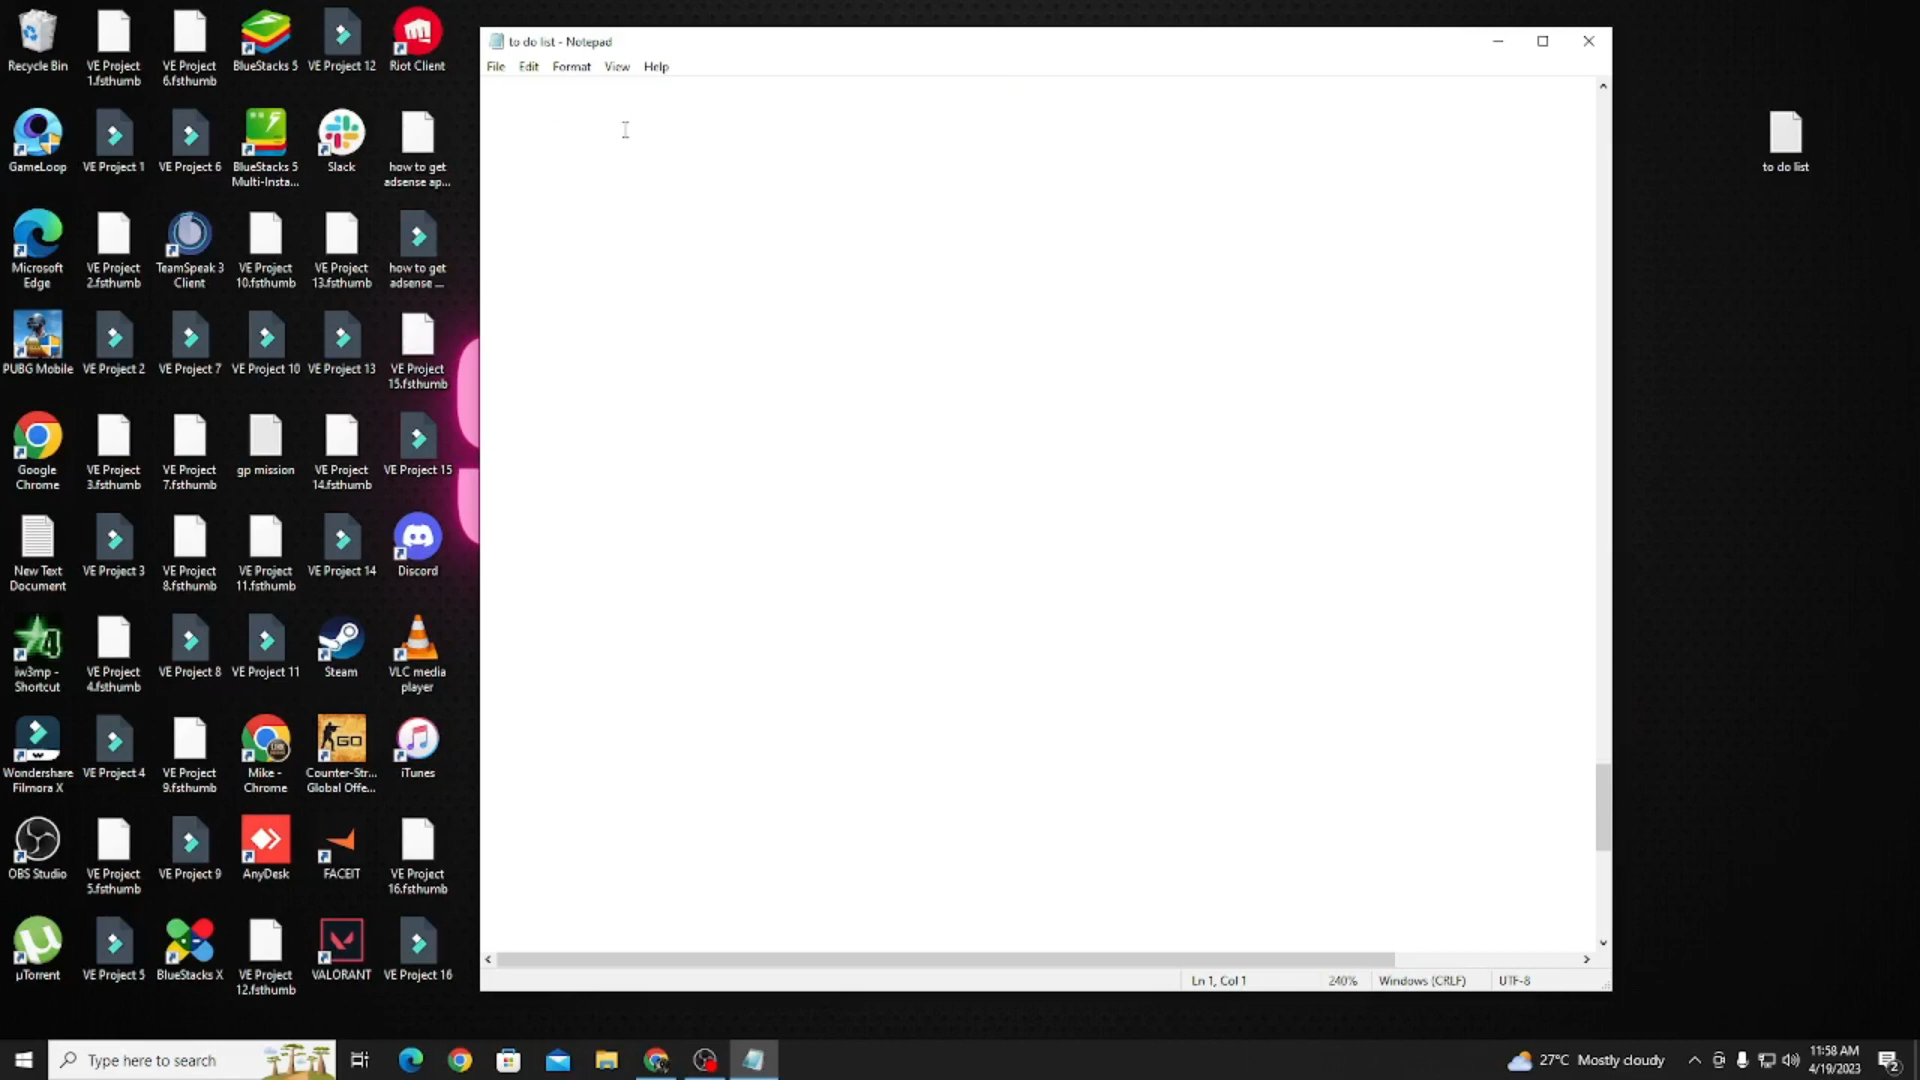 to do list - Notepad
File Edit Format View Help
Ln 1, Col 1 240% Windows (CRLF) UTF-8
Recycle Bin
VE Project
1.fsthumb
VE Project
6.fsthumb
BlueStacks 5
VE Project 12
Riot Client
GameLoop
VE Project 1
VE Project 6
BlueStacks 5
Multi-Insta...
Slack
how to get
adsense ap...
Microsoft
Edge
VE Project
2.fsthumb
TeamSpeak 3
Client
VE Project
10.fsthumb
VE Project
13.fsthumb
how to get
adsense ...
PUBG Mobile
VE Project 2
VE Project 7
VE Project 10
VE Project 13
VE Project
15.fsthumb
Google
Chrome
VE Project
3.fsthumb
VE Project
7.fsthumb
gp mission
VE Project
14.fsthumb
VE Project 15
New Text
Document
VE Project 3
VE Project
8.fsthumb
VE Project
11.fsthumb
VE Project 14
Discord
iw3mp -
Shortcut
VE Project
4.fsthumb
VE Project 8
VE Project 11
Steam
VLC media
player
Wondershare
Filmora X
VE Project 4
VE Project
9.fsthumb
Mike -
Chrome
GO
Counter-Str...
Global Offe...
iTunes
OBS Studio
VE Project
5.fsthumb
VE Project 9
AnyDesk
FACEIT
VE Project
16.fsthumb
µTorrent
VE Project 5
BlueStacks X
VE Project
12.fsthumb
VALORANT
VE Project 16
to do list
Type here to search
27°C Mostly cloudy
11:58 AM
4/19/2023
2